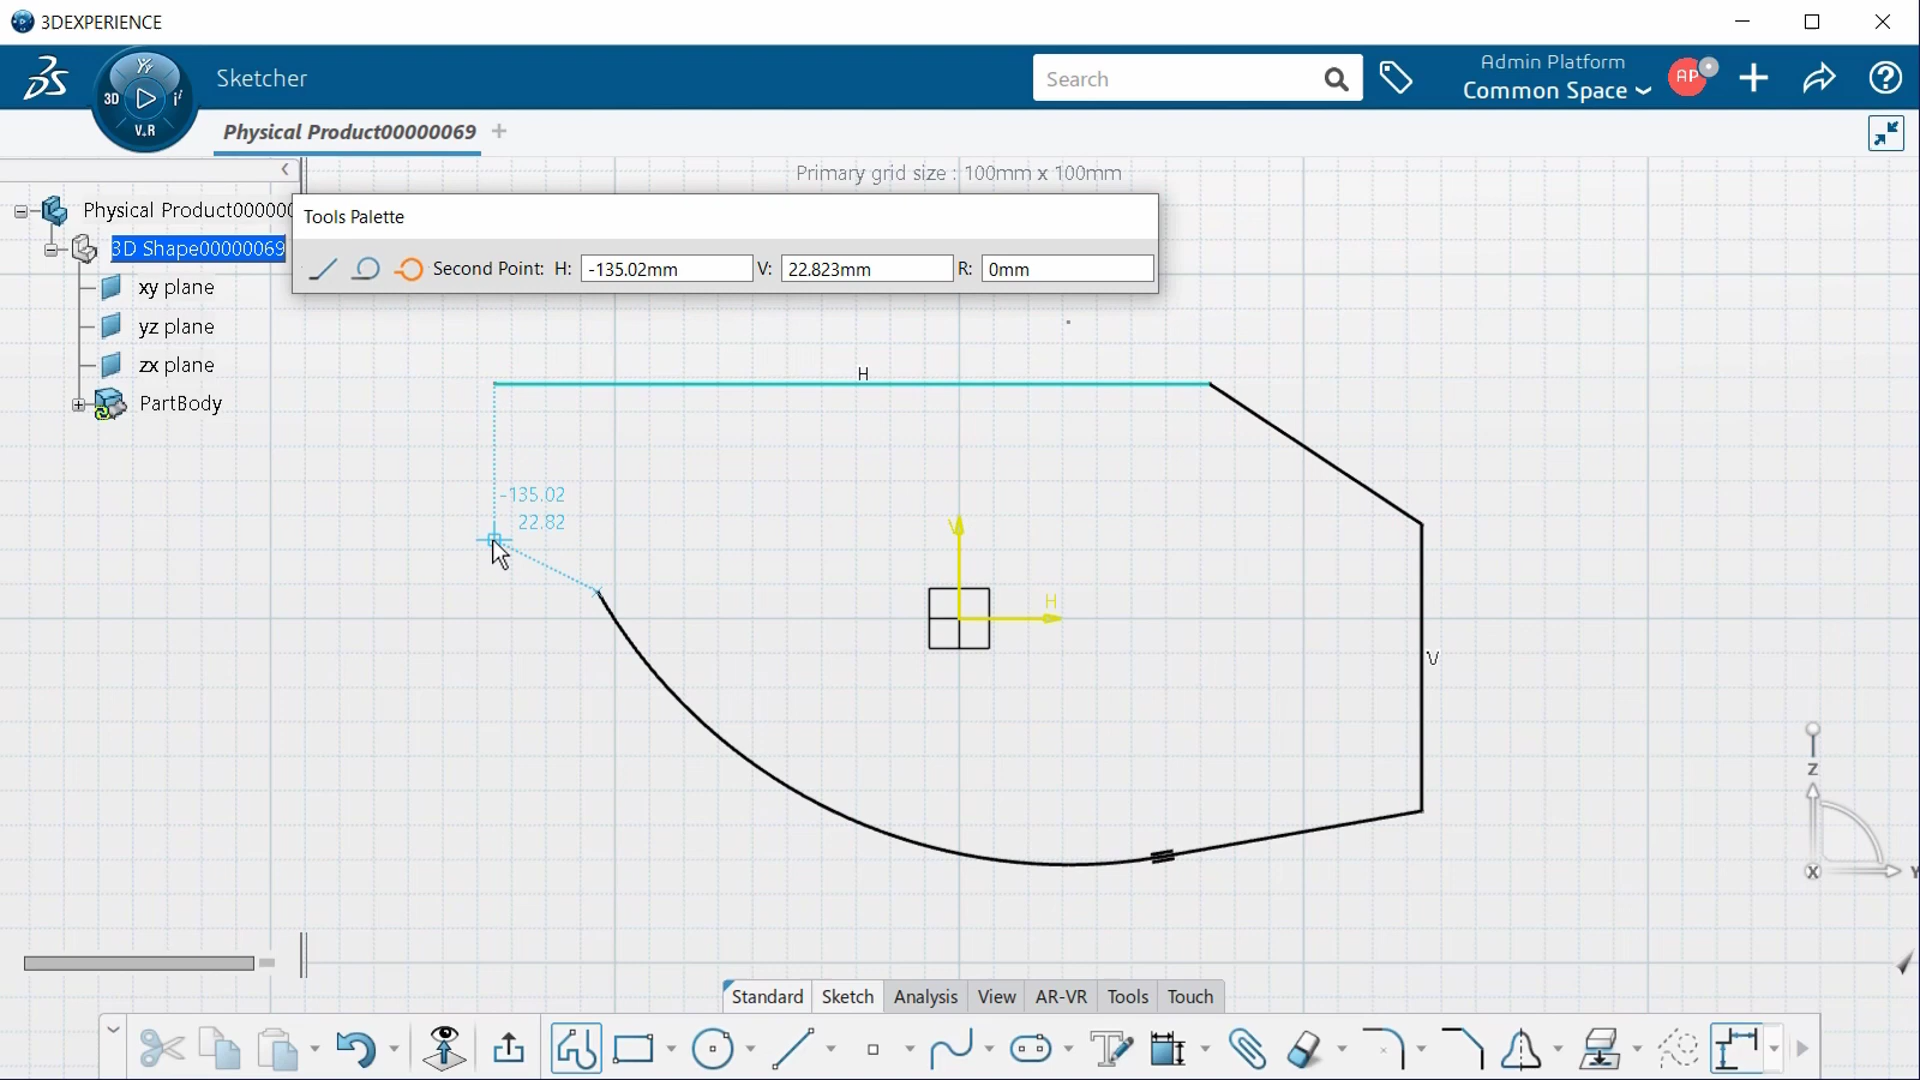 3DEXPERIENCE
3D
V.R
Sketcher
Search
Admin Platform
Common Space
AP
Physical Product00000069
Primary grid size : 100mm x 100mm
Physical Product000000
Tools Palette
3D Shape00000069
Second Point: H: -135.02mm V: 22.823mm R: 0mm
xy plane
yz plane
zx plane
PartBody
H
-135.02
22.82
V
H
V
Z
X
Y
Standard Sketch Analysis View AR-VR Tools Touch